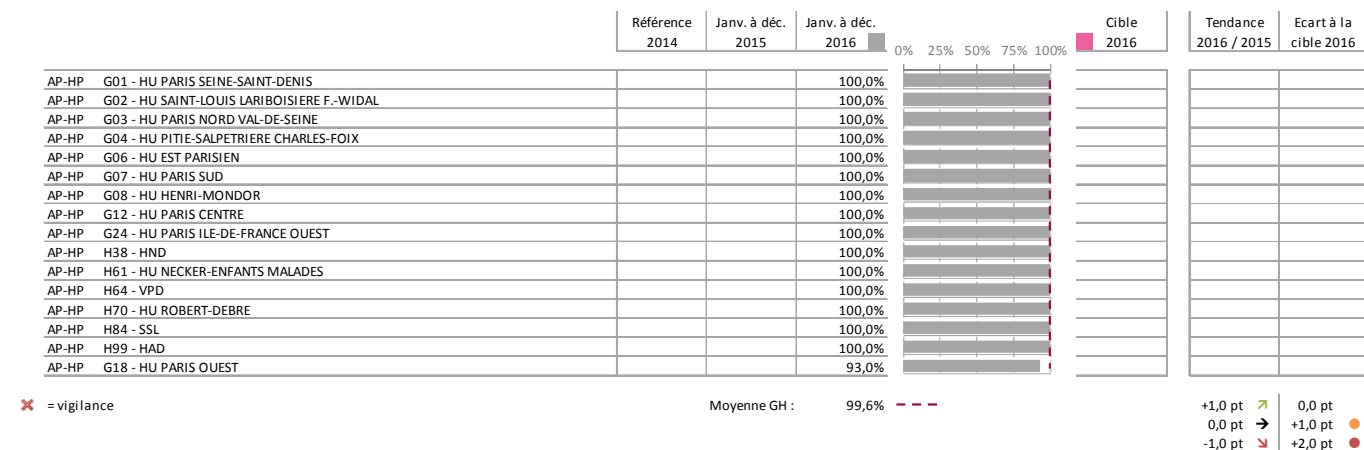 Référence Janv. à déc. Janv. à déc. Cible Tendance Ecart à la
2014 2015 2016 2016 2016 / 2015 cible 2016
0% 25% 50% 75% 100%
AP-HP G01 - HU PARIS SEINE-SAINT-DENIS 100,0%
AP-HP G02 - HU SAINT-LOUIS LARIBOISIERE F.-WIDAL 100,0%
AP-HP G03 - HU PARIS NORD VAL-DE-SEINE 100,0%
AP-HP G04 - HU PITIE-SALPETRIERE CHARLES-FOIX 100,0%
AP-HP G06 - HU EST PARISIEN 100,0%
AP-HP G07 - HU PARIS SUD 100,0%
AP-HP G08 - HU HENRI-MONDOR 100,0%
AP-HP G12 - HU PARIS CENTRE 100,0%
AP-HP G24 - HU PARIS ILE-DE-FRANCE OUEST 100,0%
AP-HP H38 - HND 100,0%
AP-HP H61 - HU NECKER-ENFANTS MALADES 100,0%
AP-HP H64 - VPD 100,0%
AP-HP H70 - HU ROBERT-DEBRE 100,0%
AP-HP H84 - SSL 100,0%
AP-HP H99 - HAD 100,0%
AP-HP G18 - HU PARIS OUEST 93,0%
= vigilance Moyenne GH : 99,6% +1,0 pt 0,0 pt
0,0 pt +1,0 pt
-1,0 pt +2,0 pt